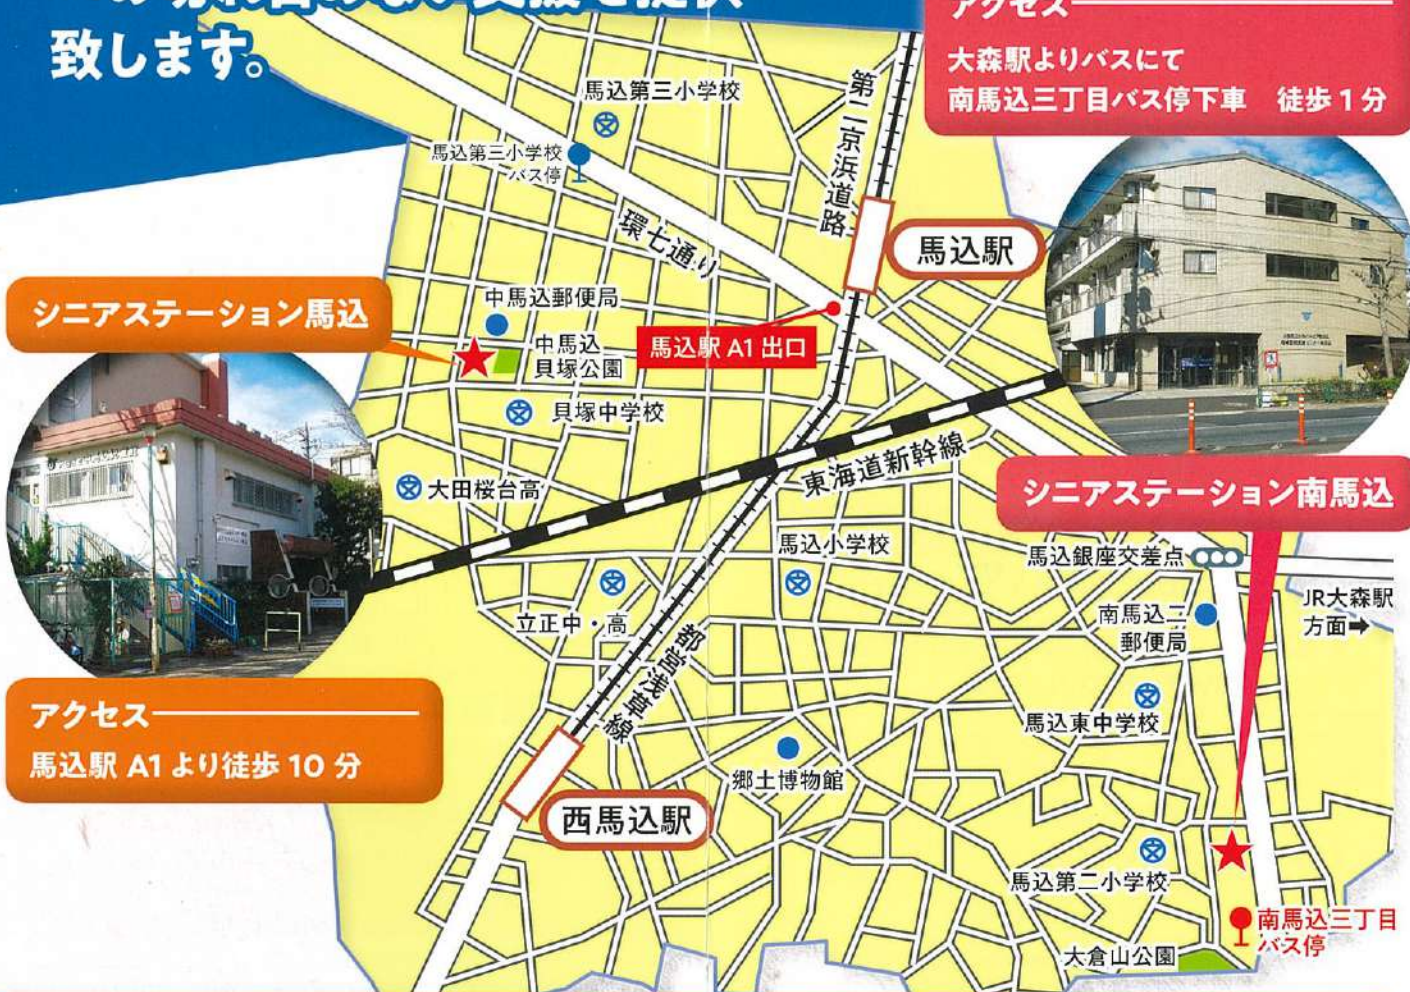 致します。
アクセス
大森駅よりバスにて
南馬込三丁目バス停下車 徒歩1分
馬込第三小学校
馬込第三小学校
バス停
第二京浜道路
環七通り
馬込駅
シニアステーション馬込
中馬込郵便局
中馬込
貝塚公園
馬込駅 A1 出口
貝塚中学校
大田桜台高
東海道新幹線
シニアステーション南馬込
馬込小学校
馬込銀座交差点
立正中・高
南馬込二
郵便局
JR大森駅
方面➡
都営浅草線
馬込東中学校
アクセス
馬込駅 A1 より徒歩 10 分
郷土博物館
西馬込駅
馬込第二小学校
南馬込三丁目
バス停
大倉山公園